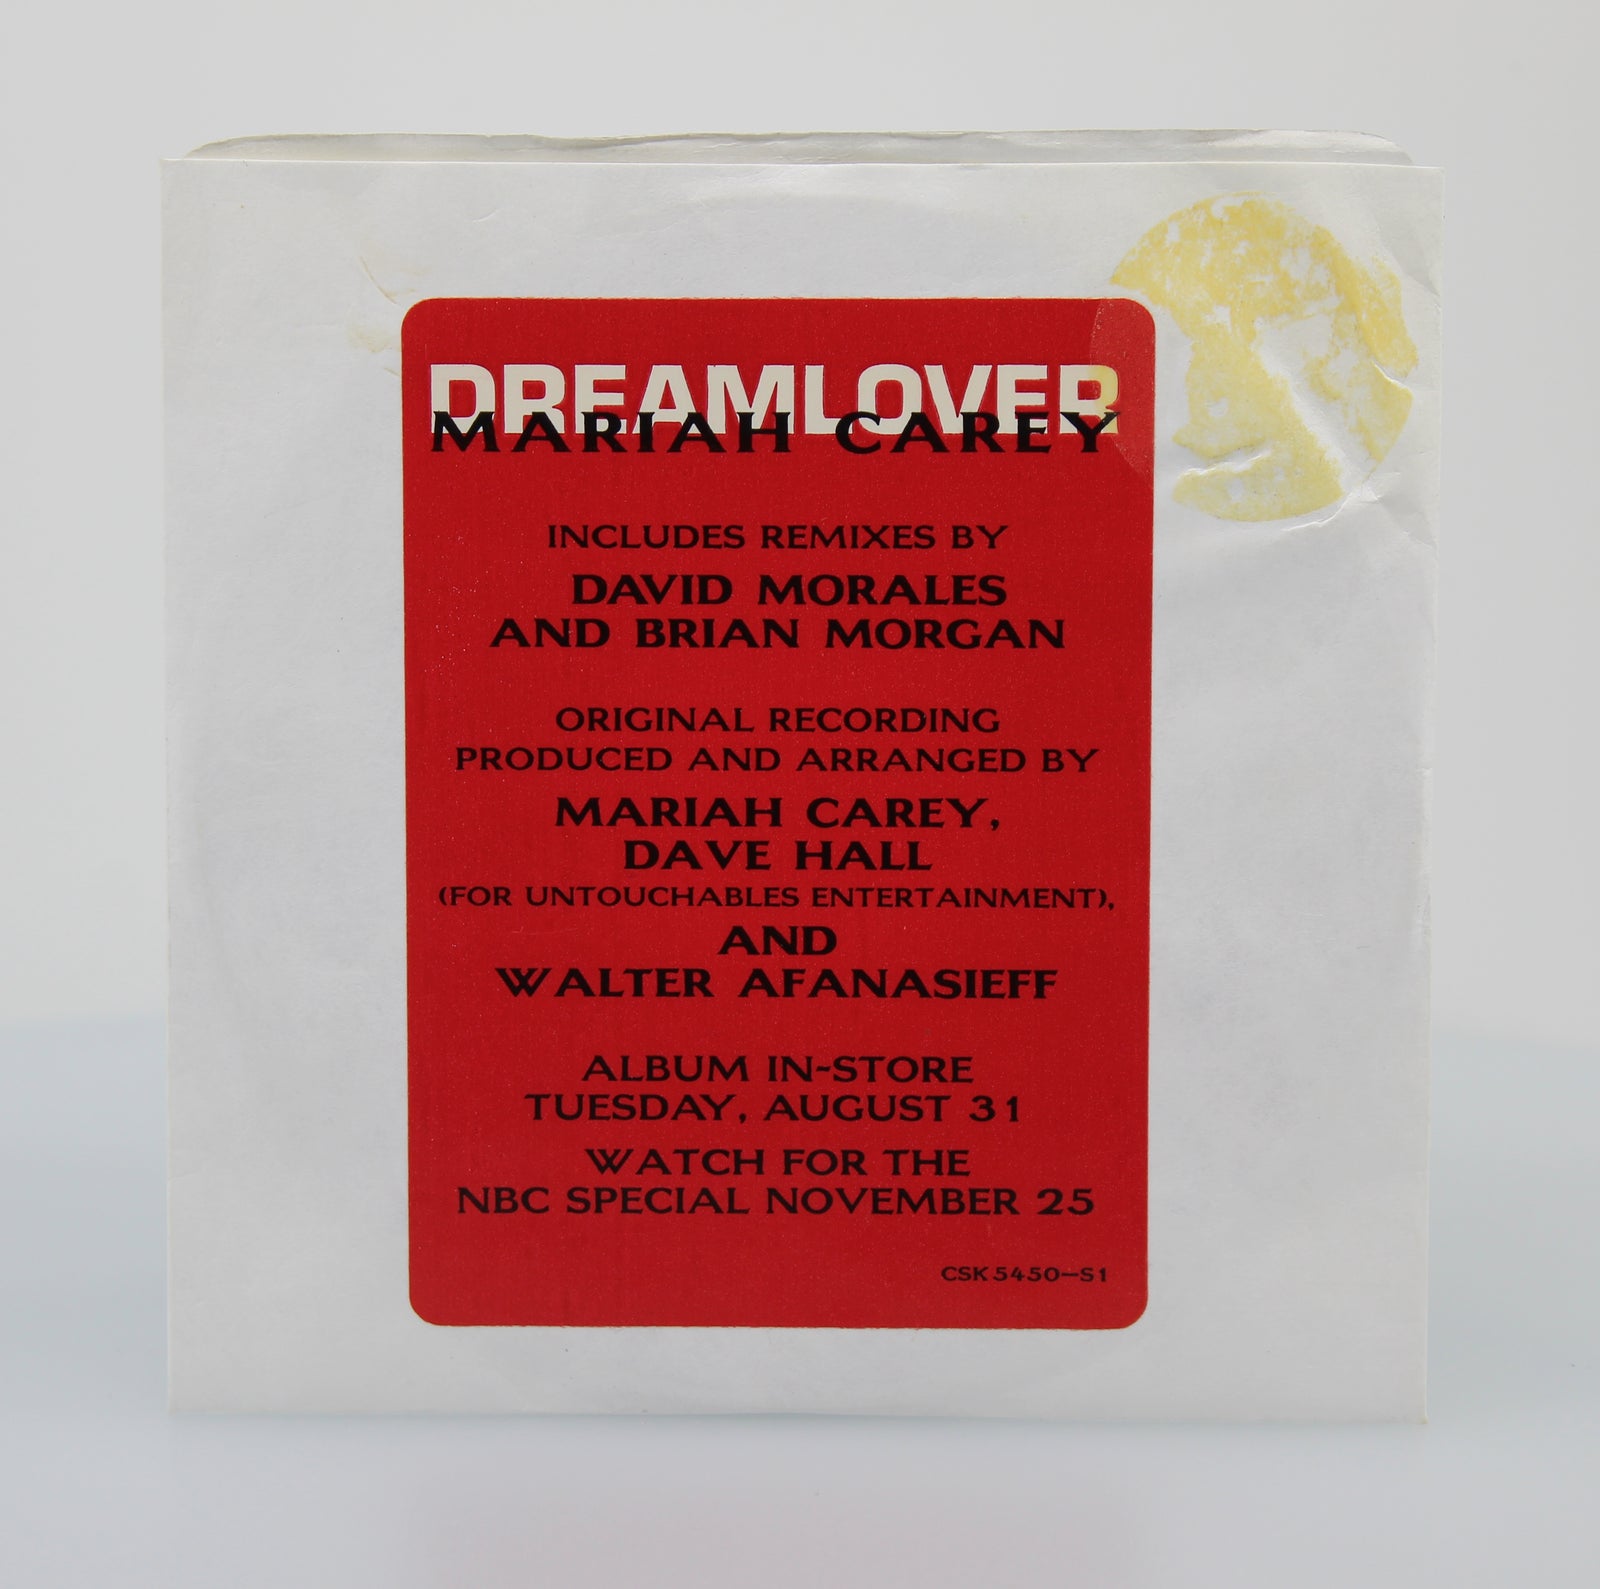 DREAMLOVER
MARIAH CAREY
INCLUDES REMIXES BY
DAVID MORALES
AND BRIAN MORGAN
ORIGINAL RECORDING
PRODUCED AND ARRANGED BY
MARIAH CAREY,
DAVE HALL
(FOR UNTOUCHABLES ENTERTAINMENT),
AND
WALTER AFANASIEFF
ALBUM IN-STORE
TUESDAY, AUGUST 31
WATCH FOR THE
NBC SPECIAL NOVEMBER 25
CSK 5450-S1